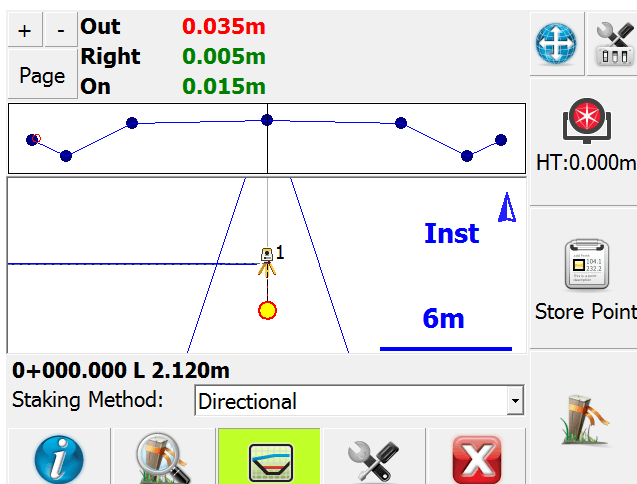 + - Out 0.035m
Right 0.005m
Page
On 0.015m
HT:0.000m
Inst
1
6m
Store Point
0+000.000 L 2.120m
Staking Method: Directional